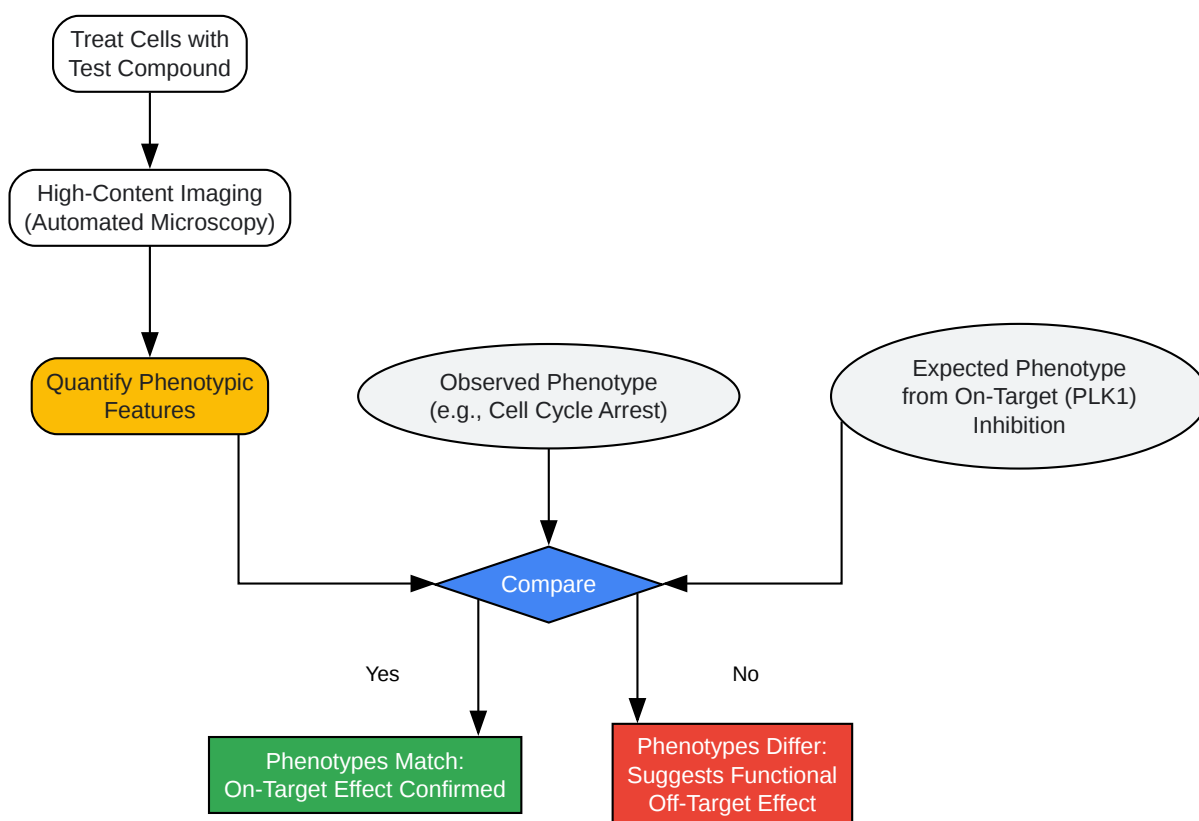 Treat Cells with
Test Compound
High-Content Imaging
(Automated Microscopy)
Quantify Phenotypic
Features
Observed Phenotype
(e.g., Cell Cycle Arrest)
Expected Phenotype
from On-Target (PLK1)
Inhibition
Compare
Yes
No
Phenotypes Match:
On-Target Effect Confirmed
Phenotypes Differ:
Suggests Functional
Off-Target Effect